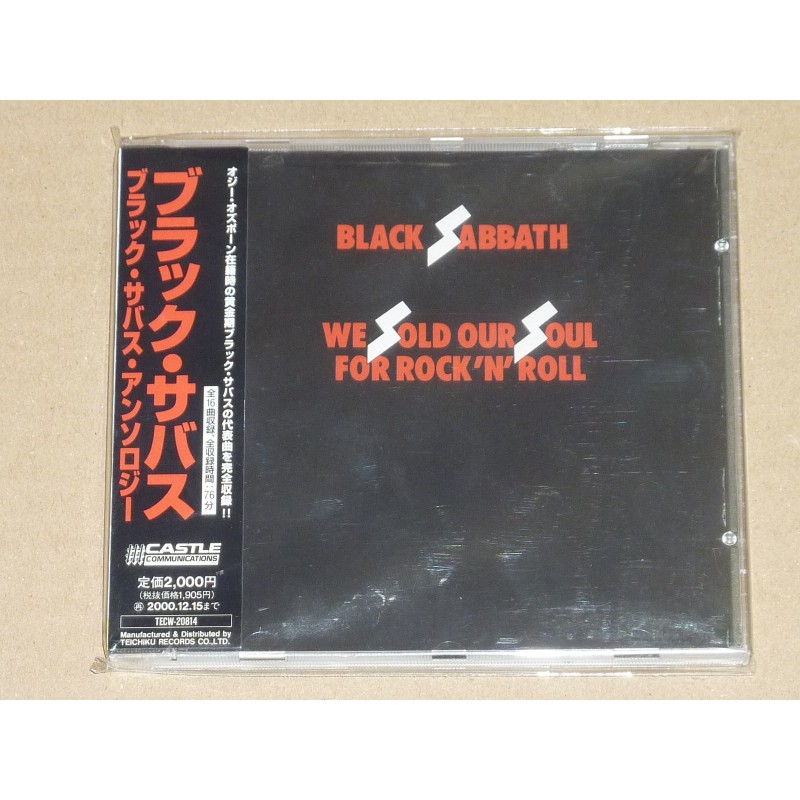 ブラック・サバス
ブラック・サバス・アンソロジー
オジー・オズボーン在籍時の黄金期ブラック・サバスの代表曲を完全収録!!
全16曲収録、全収録時間:76分
CASTLE
COMMUNICATIONS
定価2,000円
(税抜価格1,905円)
再 2000.12.15まで
TECW-20814
Manufactured & Distributed by
TEICHIKU RECORDS CO.,LTD.
BLACK SABBATH
WE SOLD OUR SOUL
FOR ROCK'N'ROLL